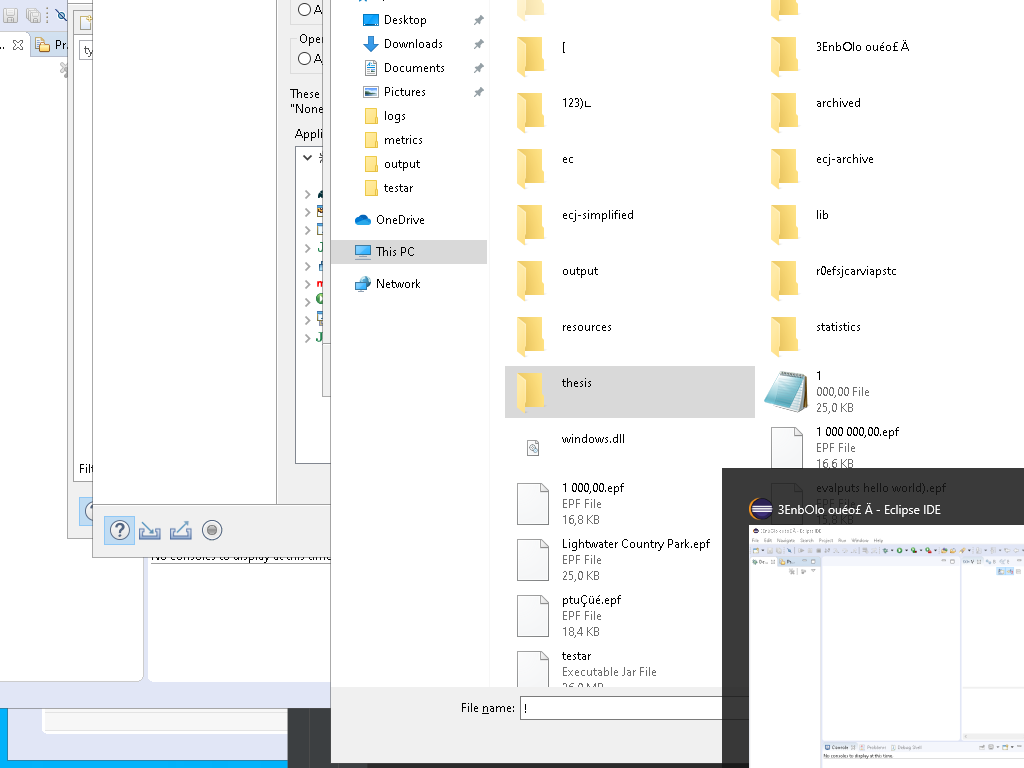 Pr
ty
A
Open
A
These
"None
Appli
Filt
Desktop
Downloads
Documents
Pictures
logs
metrics
output
testar
OneDrive
This PC
Network
[
3EnbOlo ouéo£ Ä
123)ட
archived
ec
ecj-archive
ecj-simplified
lib
output
r0efsjcarviapstc
resources
statistics
thesis
1
000,00 File
25,0 KB
windows.dll
1 000 000,00.epf
EPF File
16,6 KB
1 000,00.epf
EPF File
16,8 KB
evalputs hello world).epf
Lightwater Country Park.epf
EPF File
25,0 KB
ptuÇüé.epf
EPF File
18,4 KB
testar
Executable Jar File
26,0 MB
File name:
!
No consoles to display at this time
3EnbOlo ouéo£ Ä - Eclipse IDE
File Edit Navigate Search Project Run Window Help
Console
Problems
Debug Shell
No consoles to display at this time.